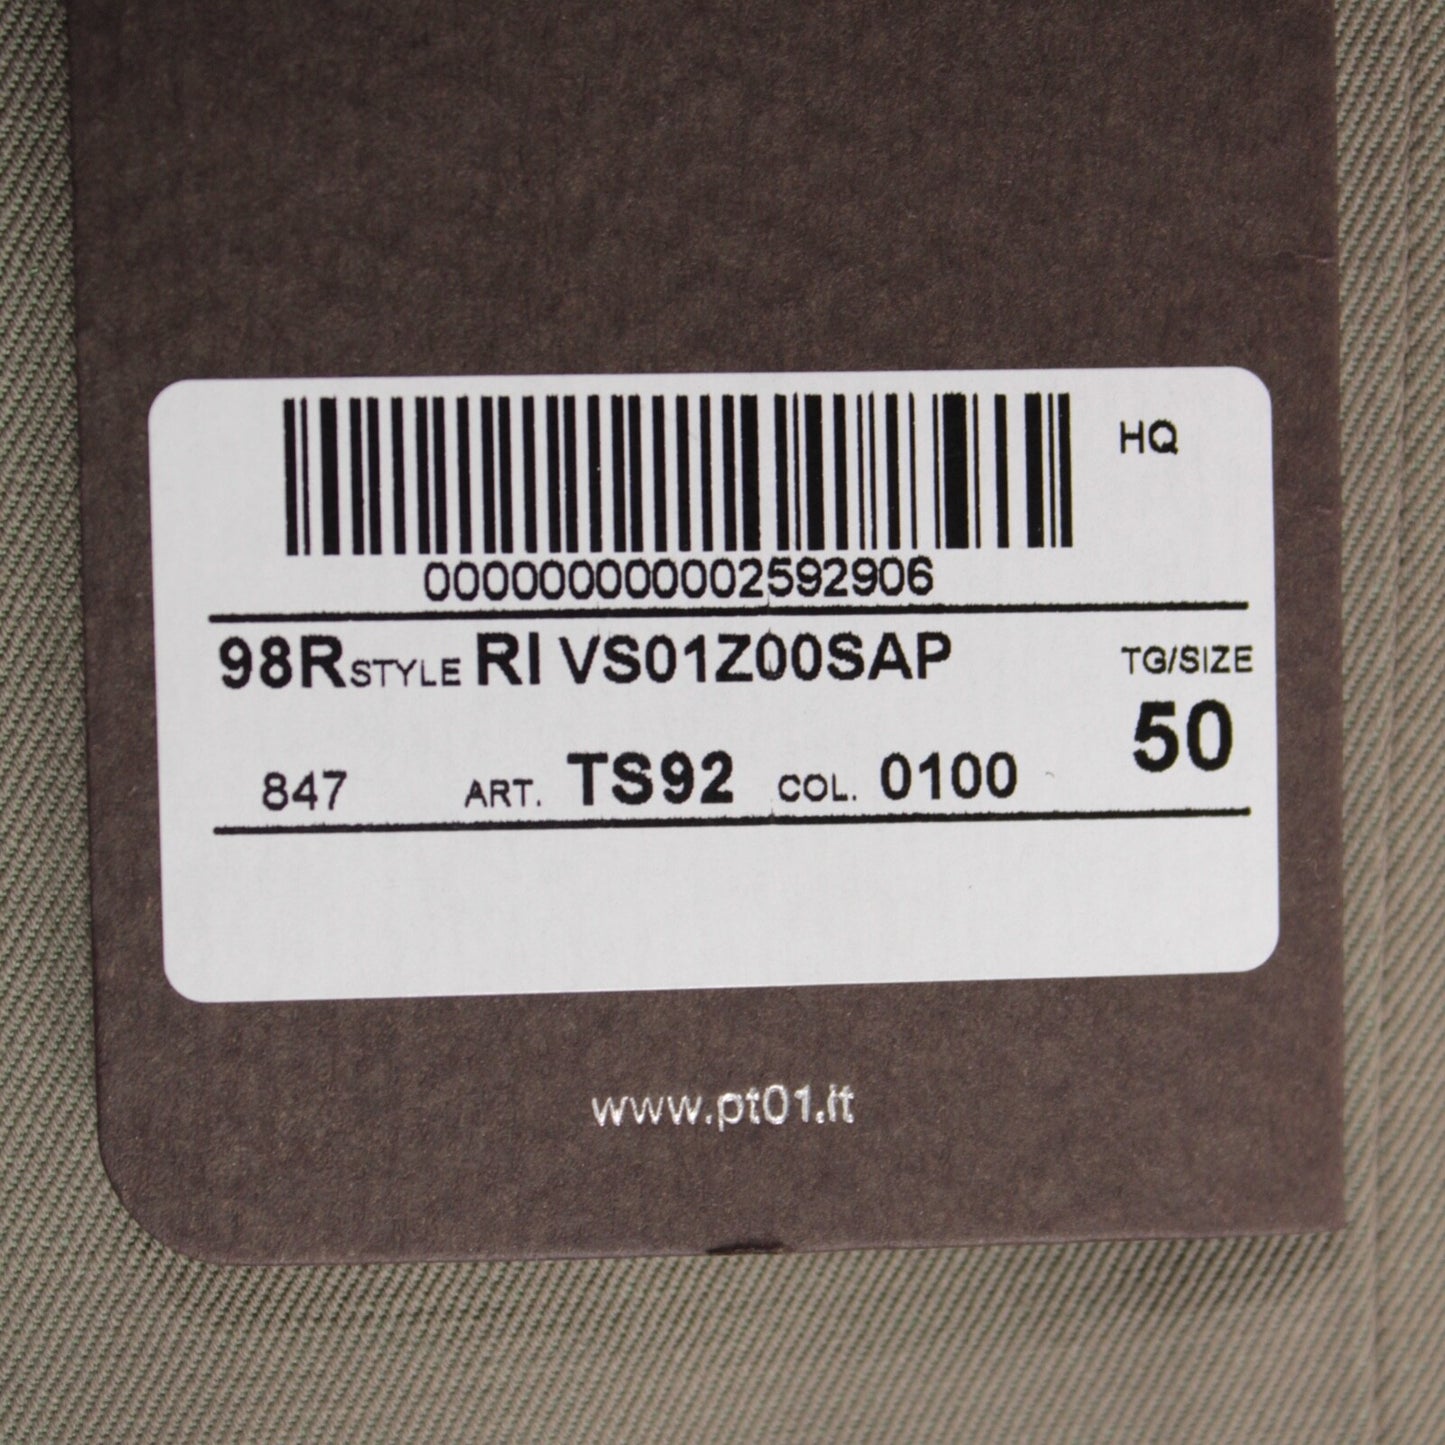 HQ
000000000002592906
98R STYLE RI VS01Z00SAP
TG/SIZE
50
847 ART. TS92 COL. 0100
www.pt01.it